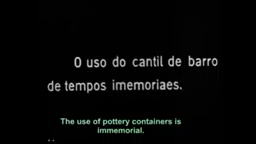 O uso do cantil de barro
de tempos imemoriaes.
The use of pottery containers is
immemorial.